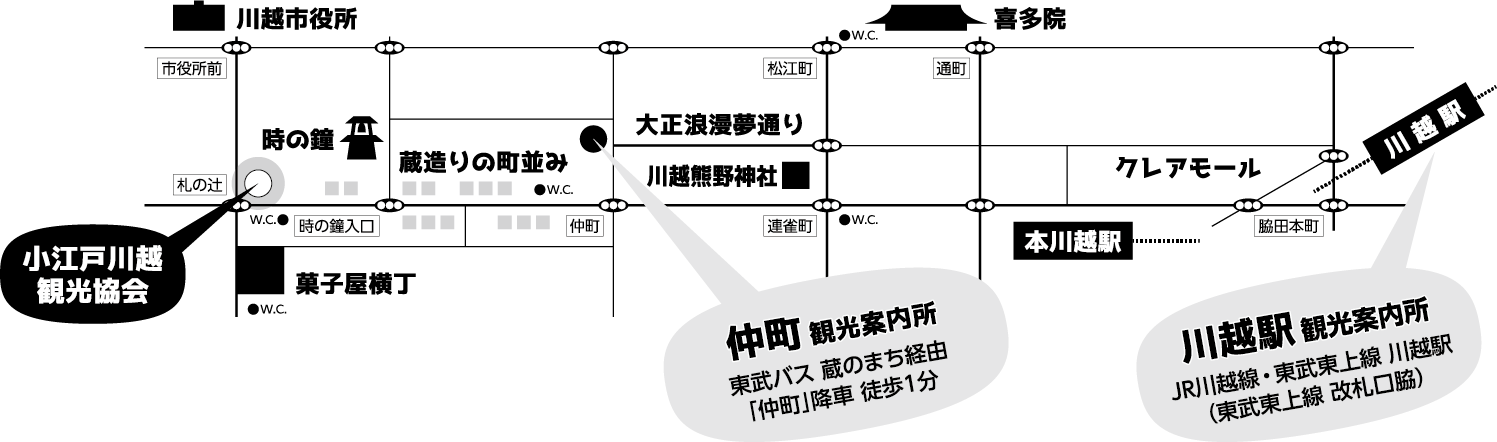 川越市役所
喜多院
W.C.
市役所前
松江町
通町
川越駅
時の鐘
大正浪漫夢通り
蔵造りの町並み
川越熊野神社
クレアモール
札の辻
W.C.
W.C.
時の鐘入口
仲町
連雀町
W.C.
脇田本町
本川越駅
小江戸川越
観光協会
菓子屋横丁
W.C.
仲町 観光案内所
東武バス 蔵のまち経由
「仲町」降車 徒歩1分
川越駅 観光案内所
JR川越線・東武東上線 川越駅
（東武東上線 改札口脇）